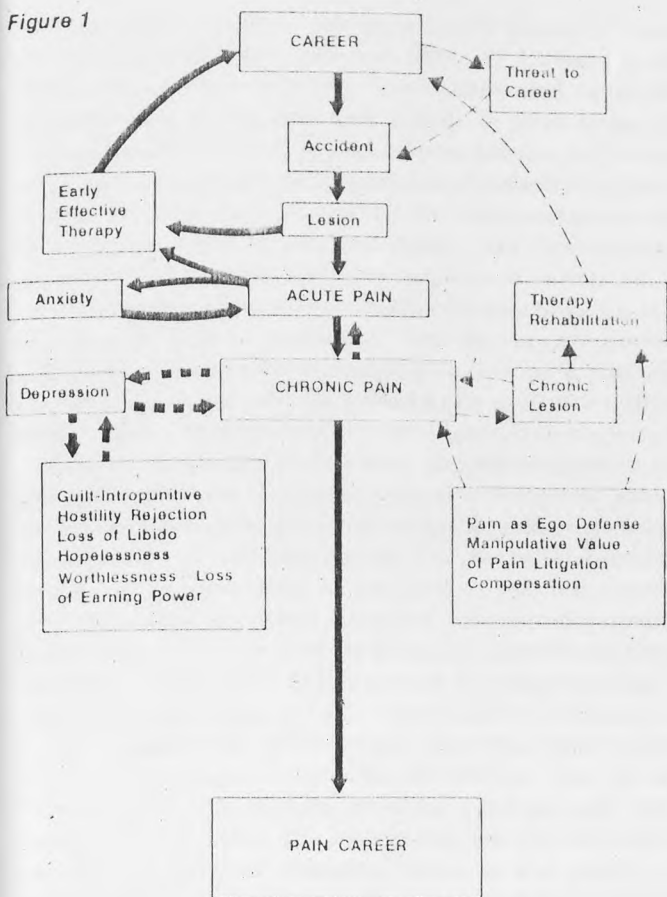 Figure 1
CAREER
Threat to
Career
Accident
Early
Effective
Therapy
Lesion
Anxiety
ACUTE PAIN
Therapy
Rehabilitation
Depression
CHRONIC PAIN
Chronic
Lesion
Guilt-Intropunitive
Hostility Rejection
Loss of Libido
Hopelessness
Worthlessness Loss
of Earning Power
Pain as Ego Defense
Manipulative Value
of Pain Litigation
Compensation
PAIN CAREER